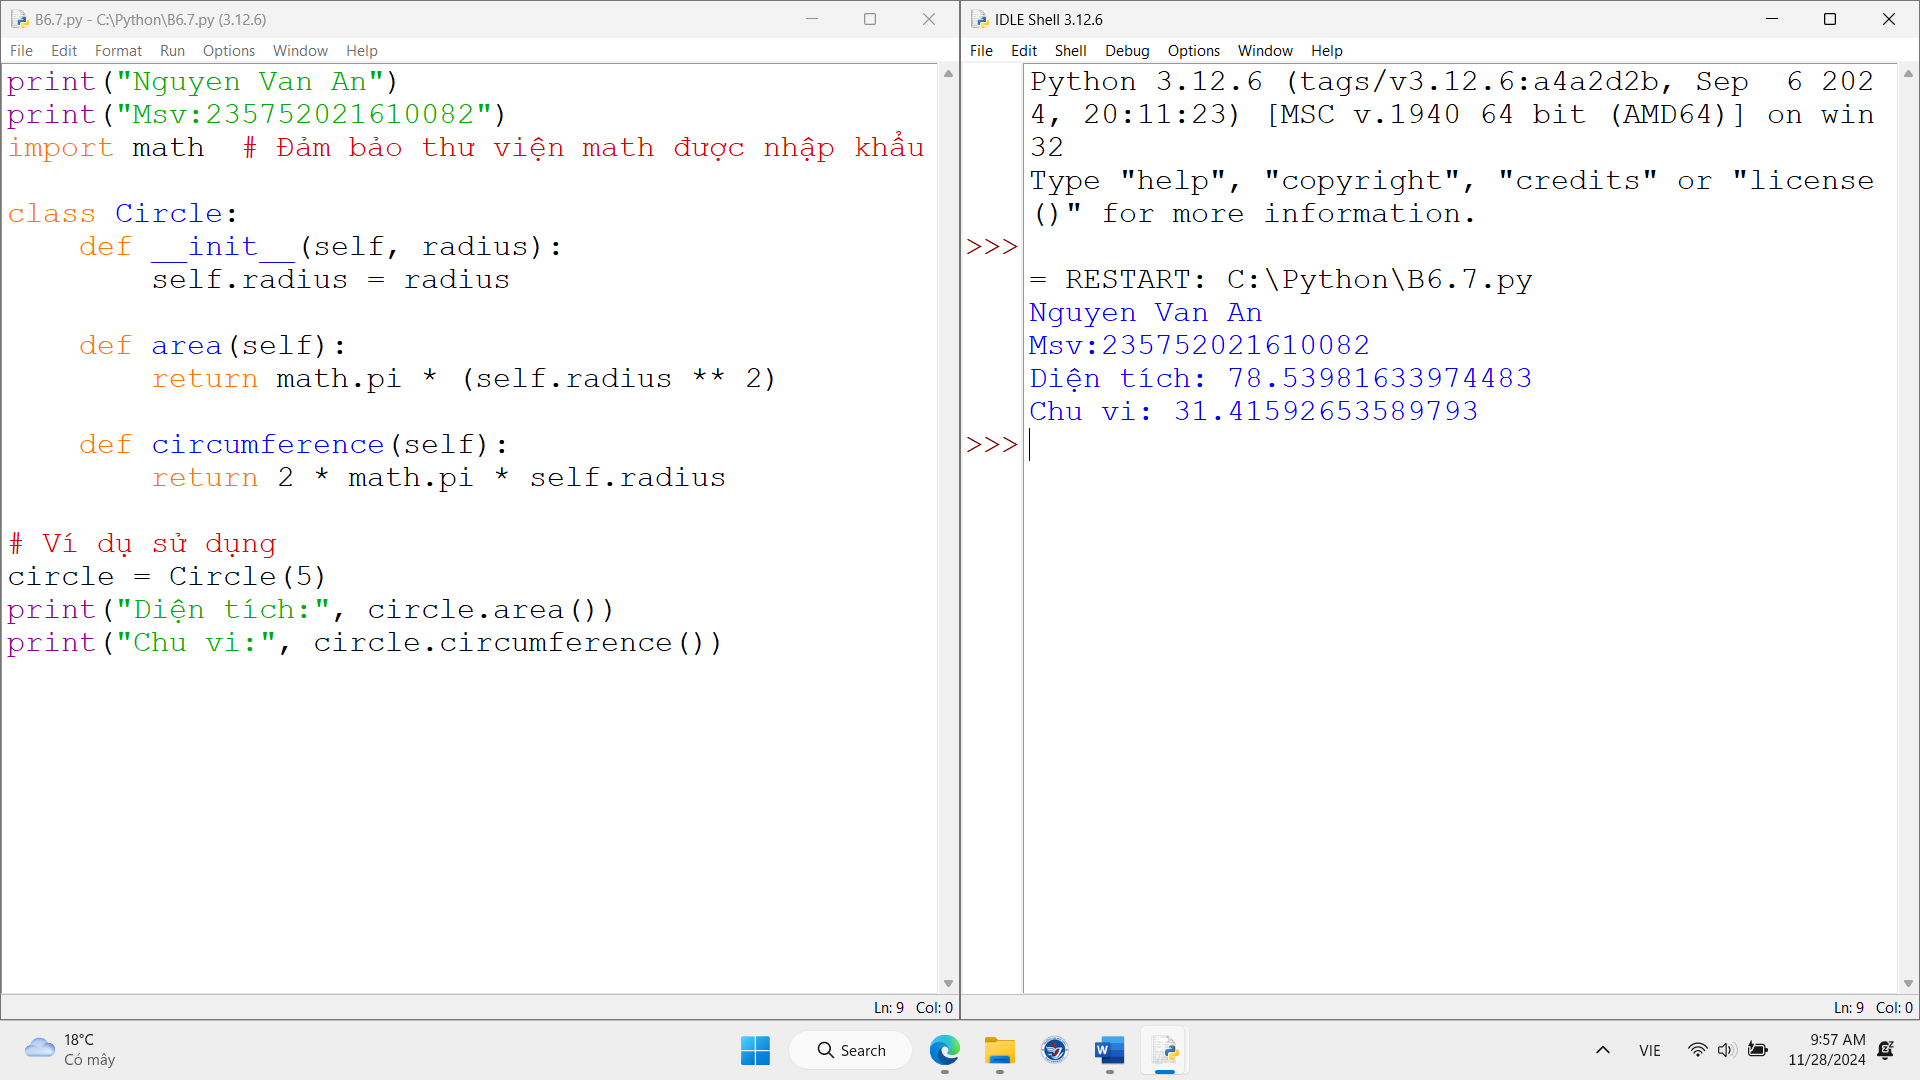 B6.7.py - C:\Python\B6.7.py (3.12.6)
File Edit Format Run Options Window Help
print("Nguyen Van An")
print("Msv:235752021610082")
import math  # Đảm bảo thư viện math được nhập khẩu
class Circle:
    def __init__(self, radius):
        self.radius = radius
    def area(self):
        return math.pi * (self.radius ** 2)
    def circumference(self):
        return 2 * math.pi * self.radius
# Ví dụ sử dụng
circle = Circle(5)
print("Diện tích:", circle.area())
print("Chu vi:", circle.circumference())
Ln: 9 Col: 0
IDLE Shell 3.12.6
File Edit Shell Debug Options Window Help
Python 3.12.6 (tags/v3.12.6:a4a2d2b, Sep  6 202
4, 20:11:23) [MSC v.1940 64 bit (AMD64)] on win
32
Type "help", "copyright", "credits" or "license
()" for more information.
>>>
= RESTART: C:\Python\B6.7.py
Nguyen Van An
Msv:235752021610082
Diện tích: 78.53981633974483
Chu vi: 31.41592653589793
>>>
Ln: 9 Col: 0
18°C
Có mây
Search
VIE
9:57 AM
11/28/2024